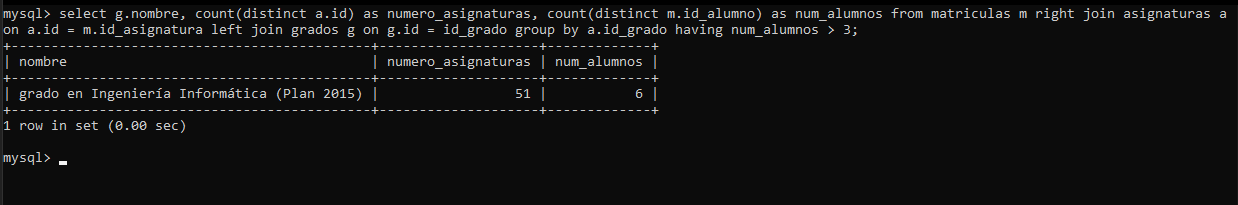 mysql> select g.nombre, count(distinct a.id) as numero_asignaturas, count(distinct m.id_alumno) as num_alumnos from matriculas m right join asignaturas a
on a.id = m.id_asignatura left join grados g on g.id = id_grado group by a.id_grado having num_alumnos > 3;
+-------------------------------------------+--------------------+-------------+
| nombre                                    | numero_asignaturas | num_alumnos |
+-------------------------------------------+--------------------+-------------+
| grado en Ingeniería Informática (Plan 2015) |                 51 |           6 |
+-------------------------------------------+--------------------+-------------+
1 row in set (0.00 sec)
mysql> _